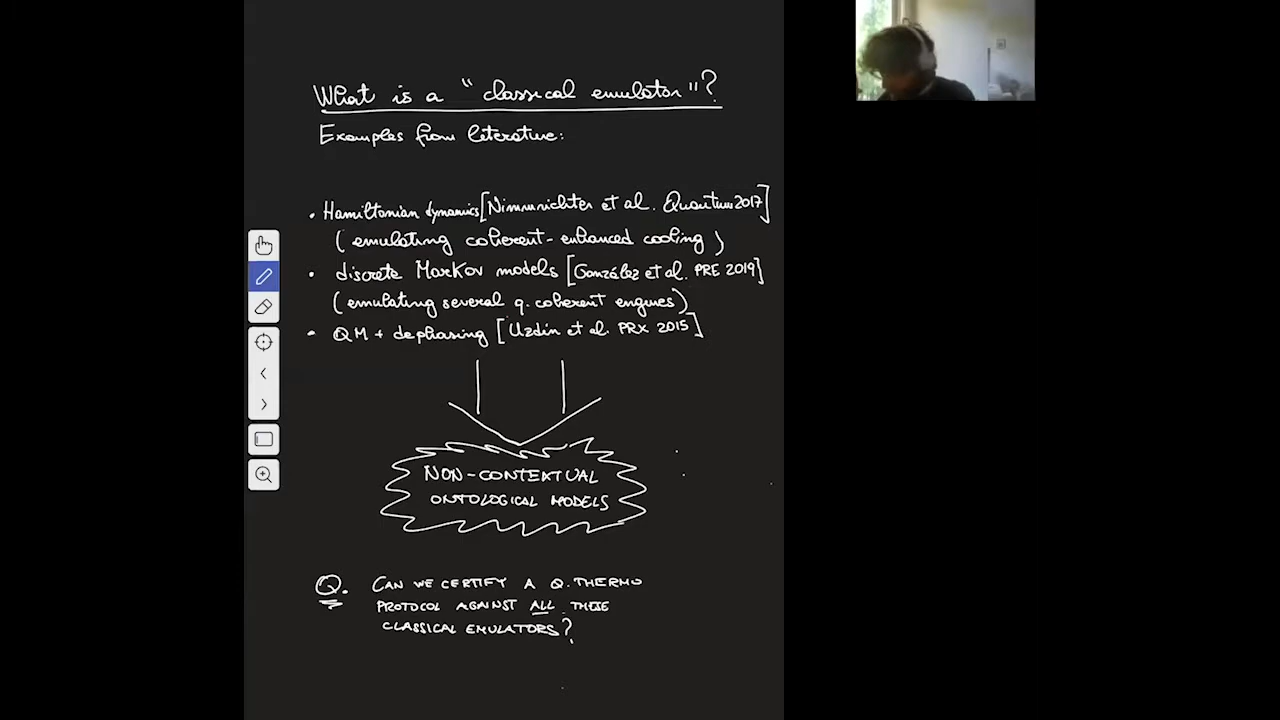 What is a "classical emulator"?
Examples from literature:
• Hamiltonian dynamics [Nimmrichter et al. Quantum 2017]
(emulating coherent-enhanced cooling)
• discrete Markov models [González et al. PRE 2019]
(emulating several q. coherent engines)
• QM + dephasing [Uzdin et al. PRX 2015]
NON-CONTEXTUAL
ONTOLOGICAL MODELS
Q. CAN WE CERTIFY A Q. THERMO
PROTOCOL AGAINST ALL THESE
CLASSICAL EMULATORS?